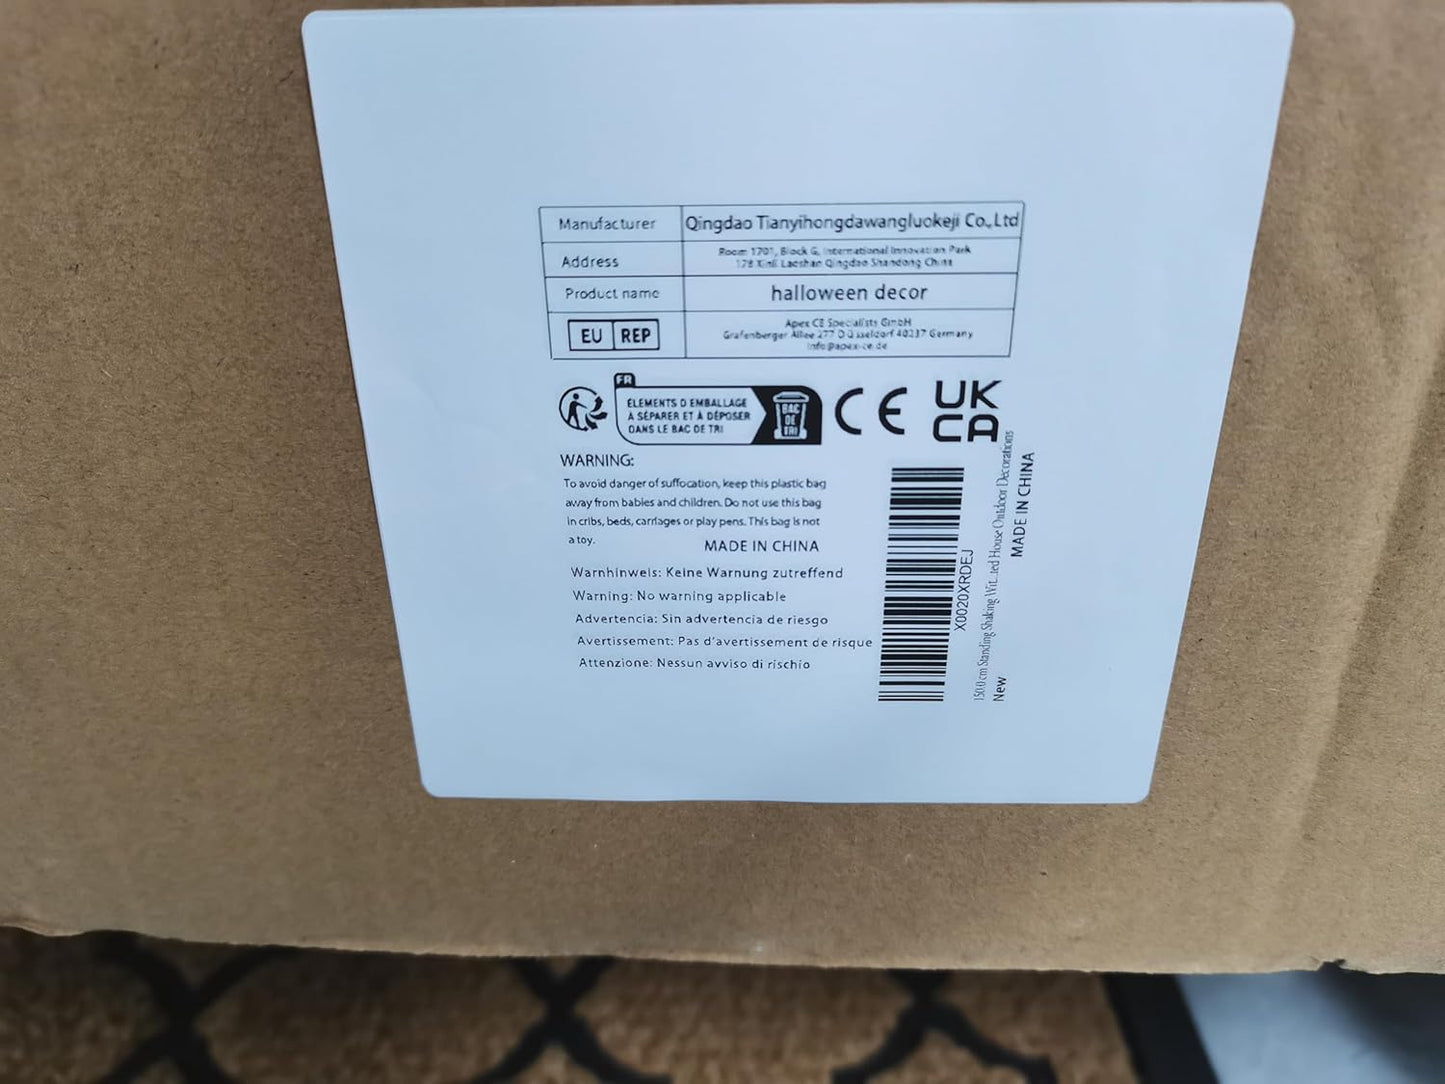 Manufacturer Qingdao Tianyihongdawangluokeji Co.,Ltd
Address
Room 1701, Block G, International Innovation Park
178 Xinli Laoshan Qingdao Shandong China
Product name halloween decor
EU REP
Apex CE Specialists GmbH
Grafenberger Allee 277 Düsseldorf 40237 Germany
info@apex-ce.de
FR
ÉLEMENTS D EMBALLAGE
À SÉPARER ET À DÉPOSER
DANS LE BAC DE TRI
BAC
DE
TRI
CE
UK
CA
WARNING:
To avoid danger of suffocation, keep this plastic bag
away from babies and children. Do not use this bag
in cribs, beds, carriages or play pens. This bag is not
a toy.
MADE IN CHINA
Warnhinweis: Keine Warnung zutreffend
Warning: No warning applicable
Advertencia: Sin advertencia de riesgo
Avertissement: Pas d'avertissement de risque
Attenzione: Nessun avviso di rischio
X0020XRDEJ
150.0 cm Standing Shaking Wit...ted House Outdoor Decorations
New
MADE IN CHINA